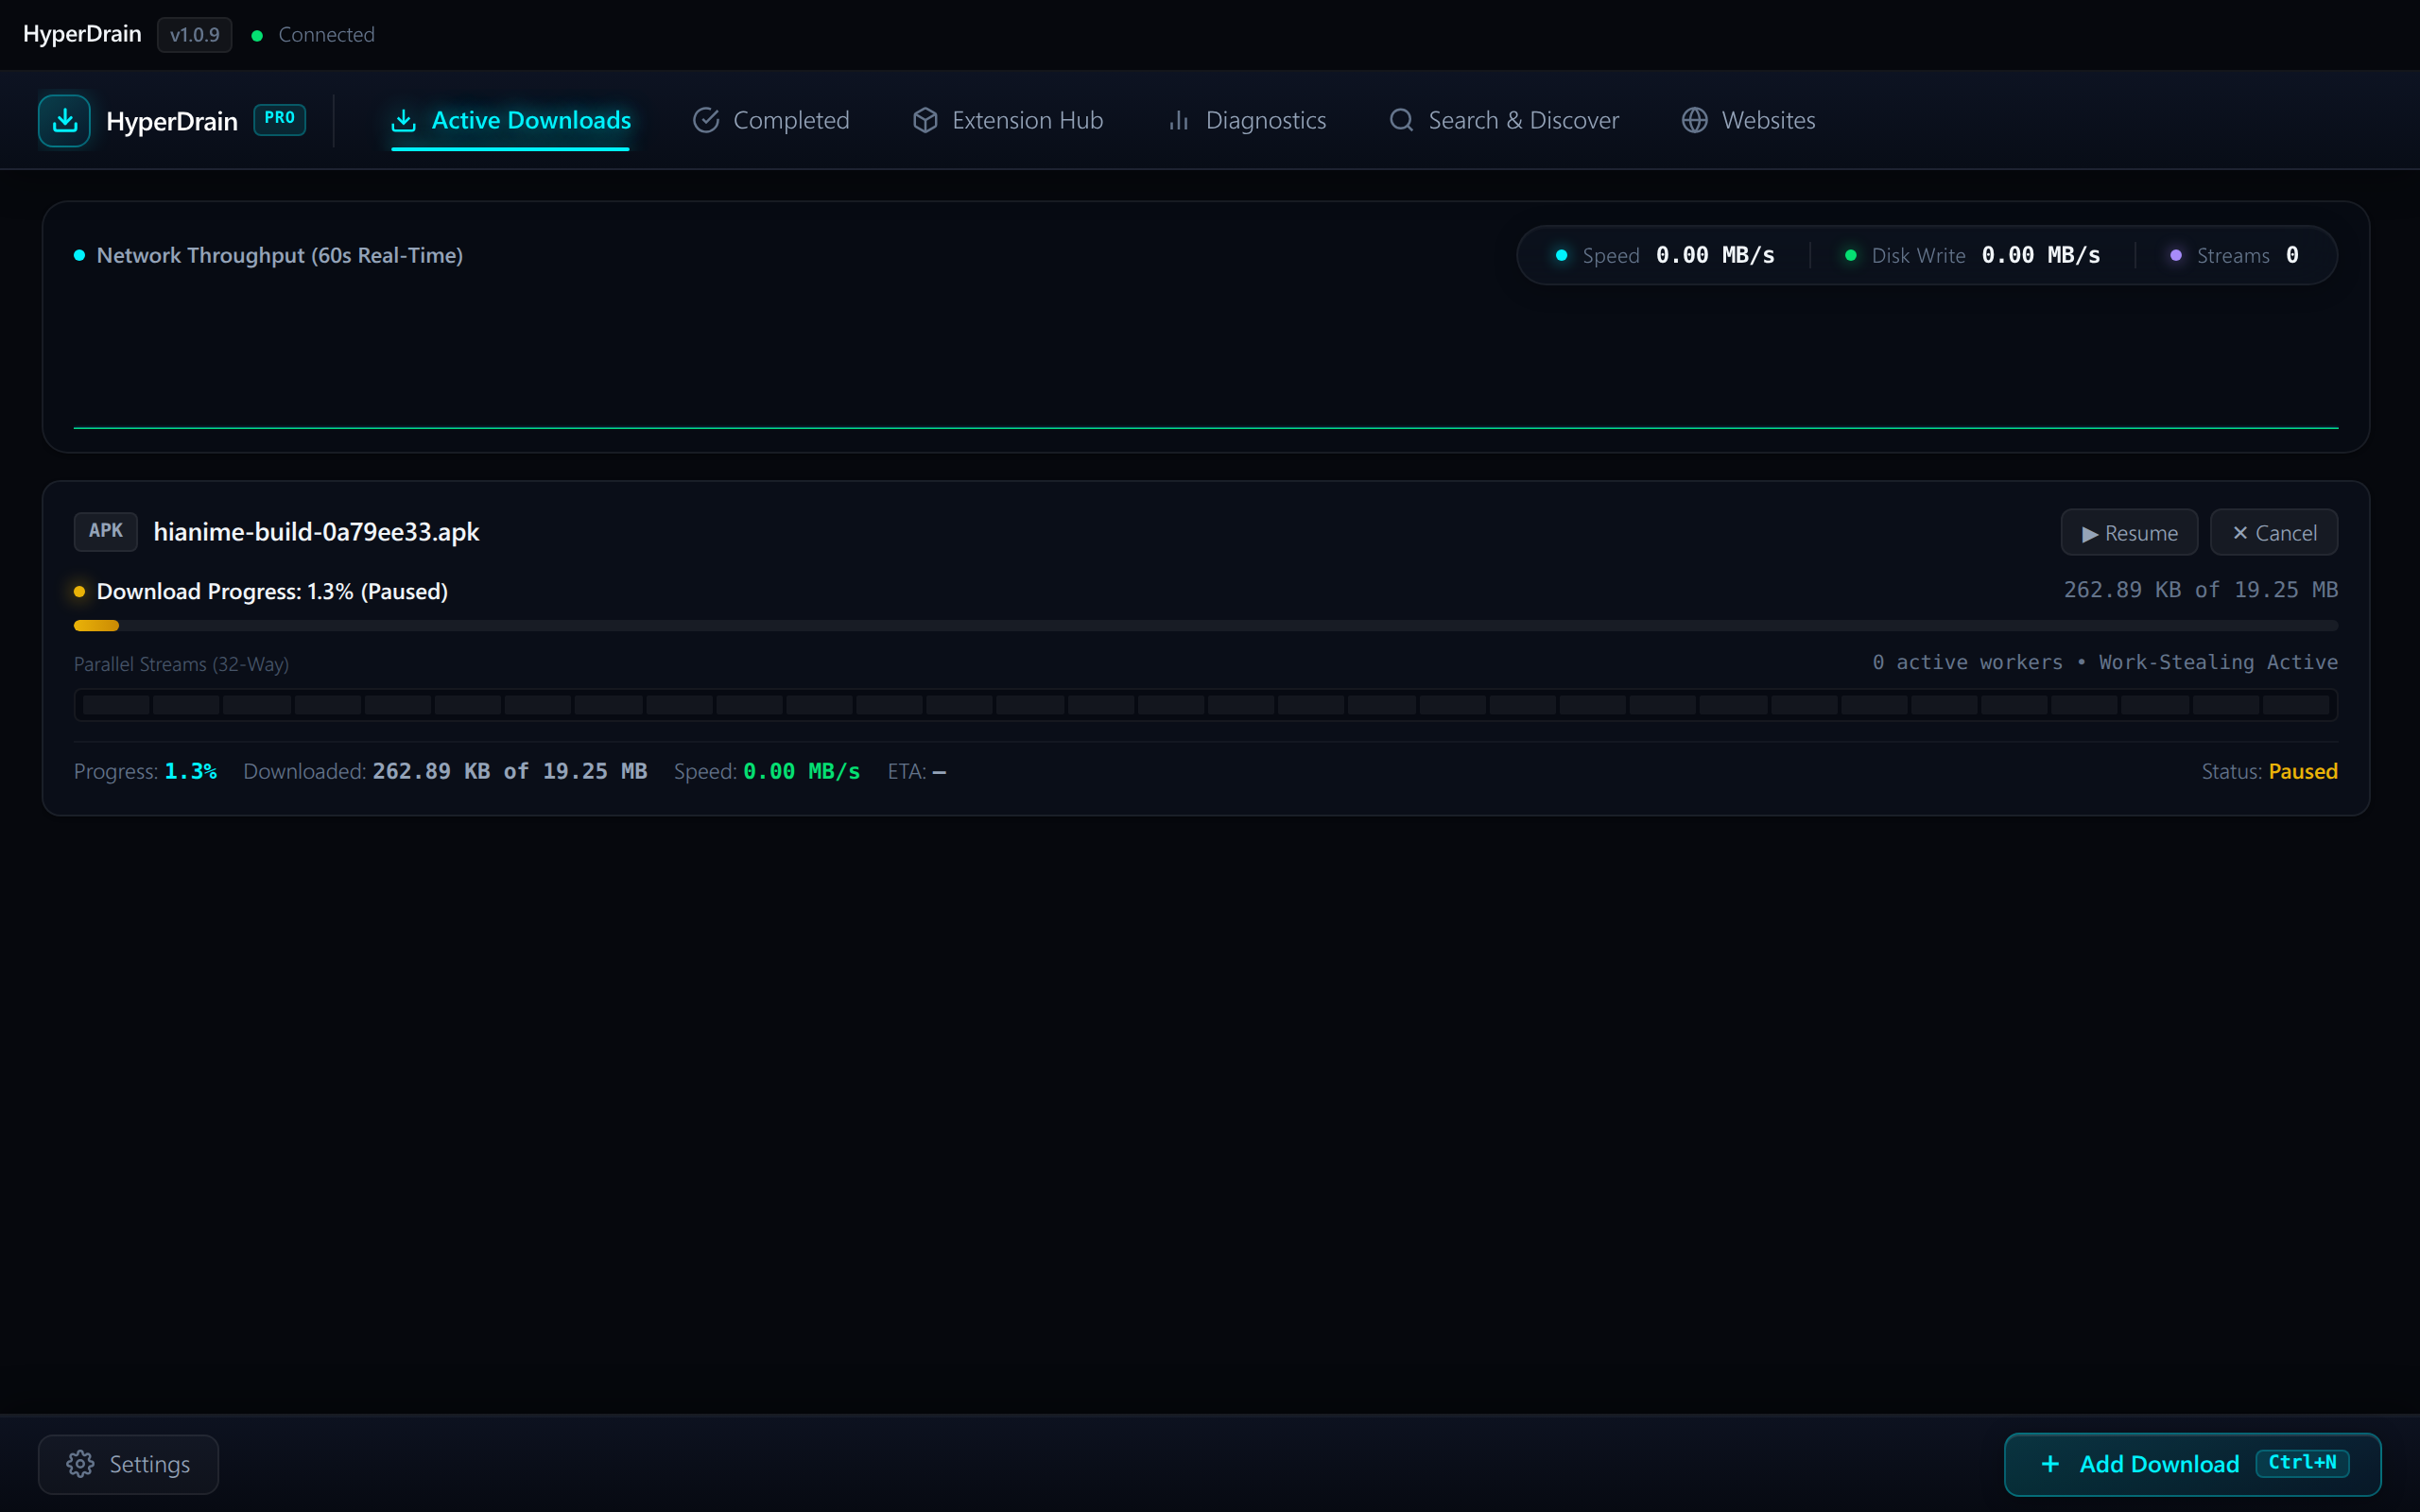 HyperDrain v1.0.9 Connected
HyperDrain PRO Active Downloads Completed Extension Hub Diagnostics Search & Discover Websites
Network Throughput (60s Real-Time) Speed 0.00 MB/s Disk Write 0.00 MB/s Streams 0
APK hianime-build-0a79ee33.apk ▶ Resume ✕ Cancel
Download Progress: 1.3% (Paused) 262.89 KB of 19.25 MB
Parallel Streams (32-Way) 0 active workers • Work-Stealing Active
Progress: 1.3% Downloaded: 262.89 KB of 19.25 MB Speed: 0.00 MB/s ETA: — Status: Paused
Settings + Add Download Ctrl+N